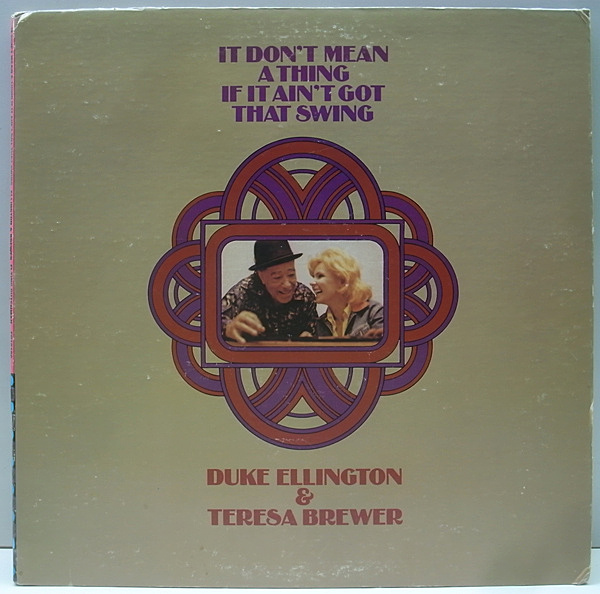 IT DON'T MEAN
A THING
IF IT AIN'T GOT
THAT SWING
DUKE ELLINGTON
&
TERESA BREWER